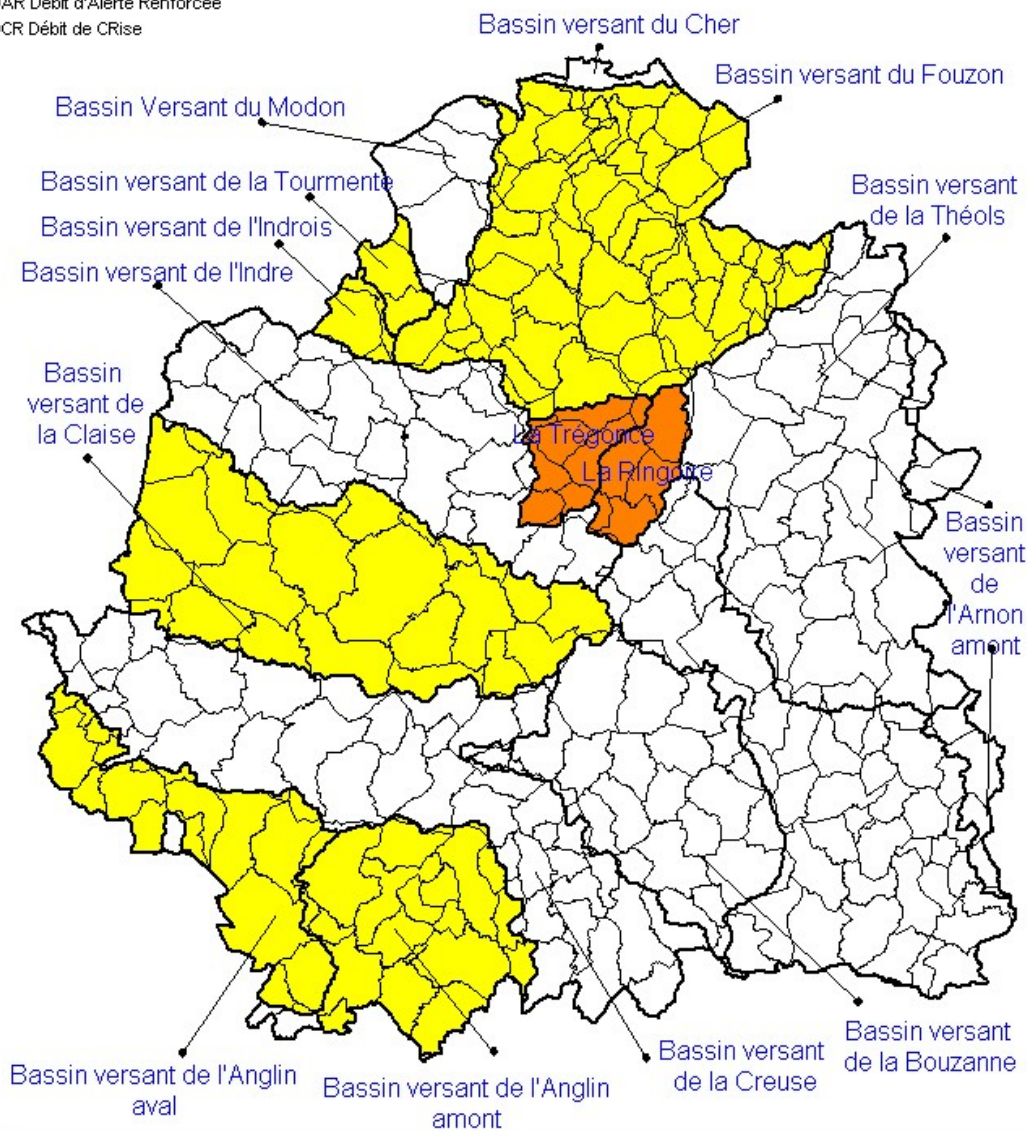 DAR Débit d'Alerte Renforcée
DCR Débit de CRise
Bassin versant du Cher
Bassin versant du Fouzon
Bassin Versant du Modon
Bassin versant de la Tourmente
Bassin versant
de la Théols
Bassin versant de l'Indrois
Bassin versant de l'Indre
Bassin
versant de
la Claise
La Trégonce
La Ringoire
Bassin
versant
de
l'Arnon
amont
Bassin versant de l'Anglin
aval
Bassin versant de l'Anglin
amont
Bassin versant
de la Creuse
Bassin versant
de la Bouzanne